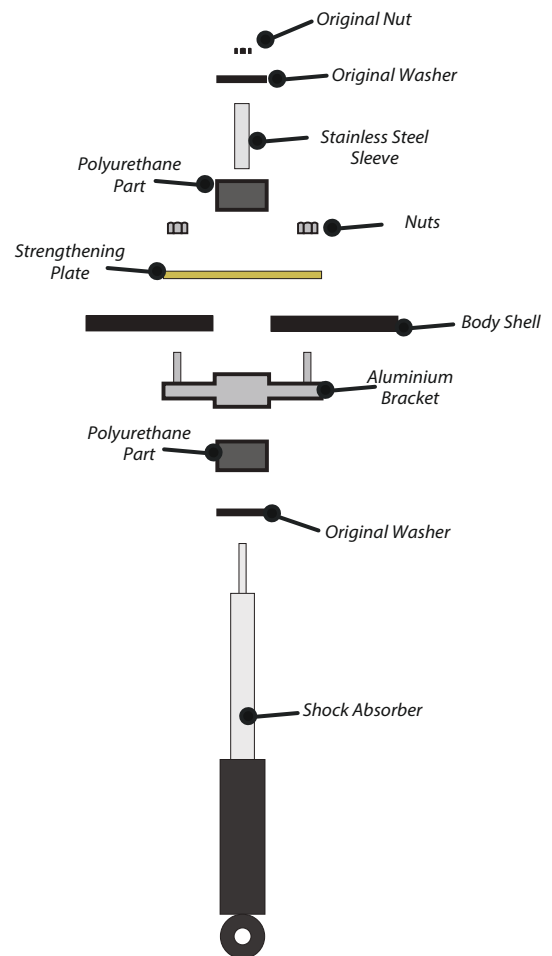 Original Nut
Original Washer
Stainless Steel
Sleeve
Polyurethane
Part
Nuts
Strengthening
Plate
Body Shell
Aluminium
Bracket
Polyurethane
Part
Original Washer
Shock Absorber